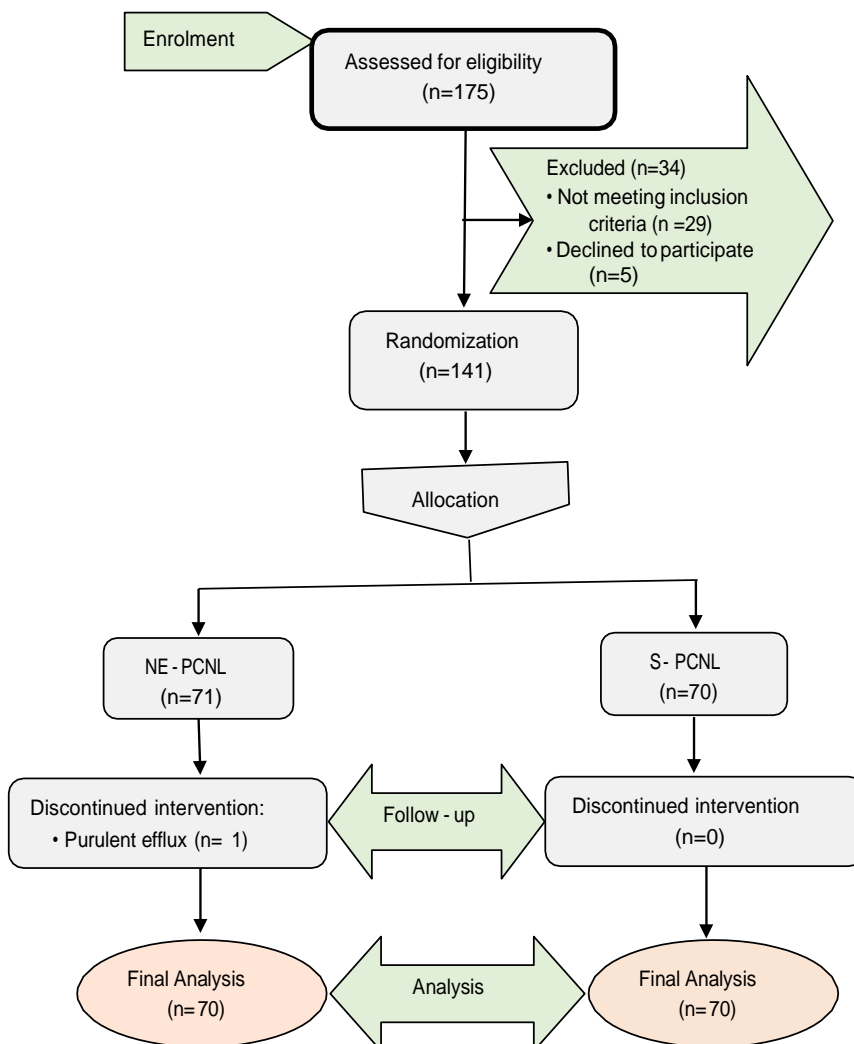 Enrolment
Assessed for eligibility
(n=175)
Excluded (n=34)
• Not meeting inclusion
criteria (n =29)
• Declined to participate
(n=5)
Randomization
(n=141)
Allocation
NE - PCNL
(n=71)
S- PCNL
(n=70)
Discontinued intervention:
• Purulent efflux (n= 1)
Follow - up
Discontinued intervention
(n=0)
Final Analysis
(n=70)
Analysis
Final Analysis
(n=70)